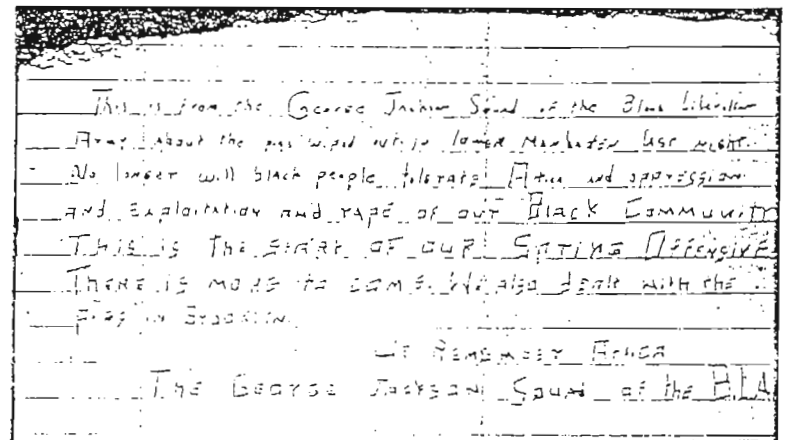 This is from the George Jackson Squad of the Black Liberation
Army about the pigs wiped out in lower Manhaten last night.
No longer will black people tolerate Attica and oppression
and exploitation and rape of our Black Community
This is the start of our Spring Offensive
There is more to come. We also dealt with the
pigs in Brooklyn.
We Remember Attica
The George Jackson Squad of the B.L.A